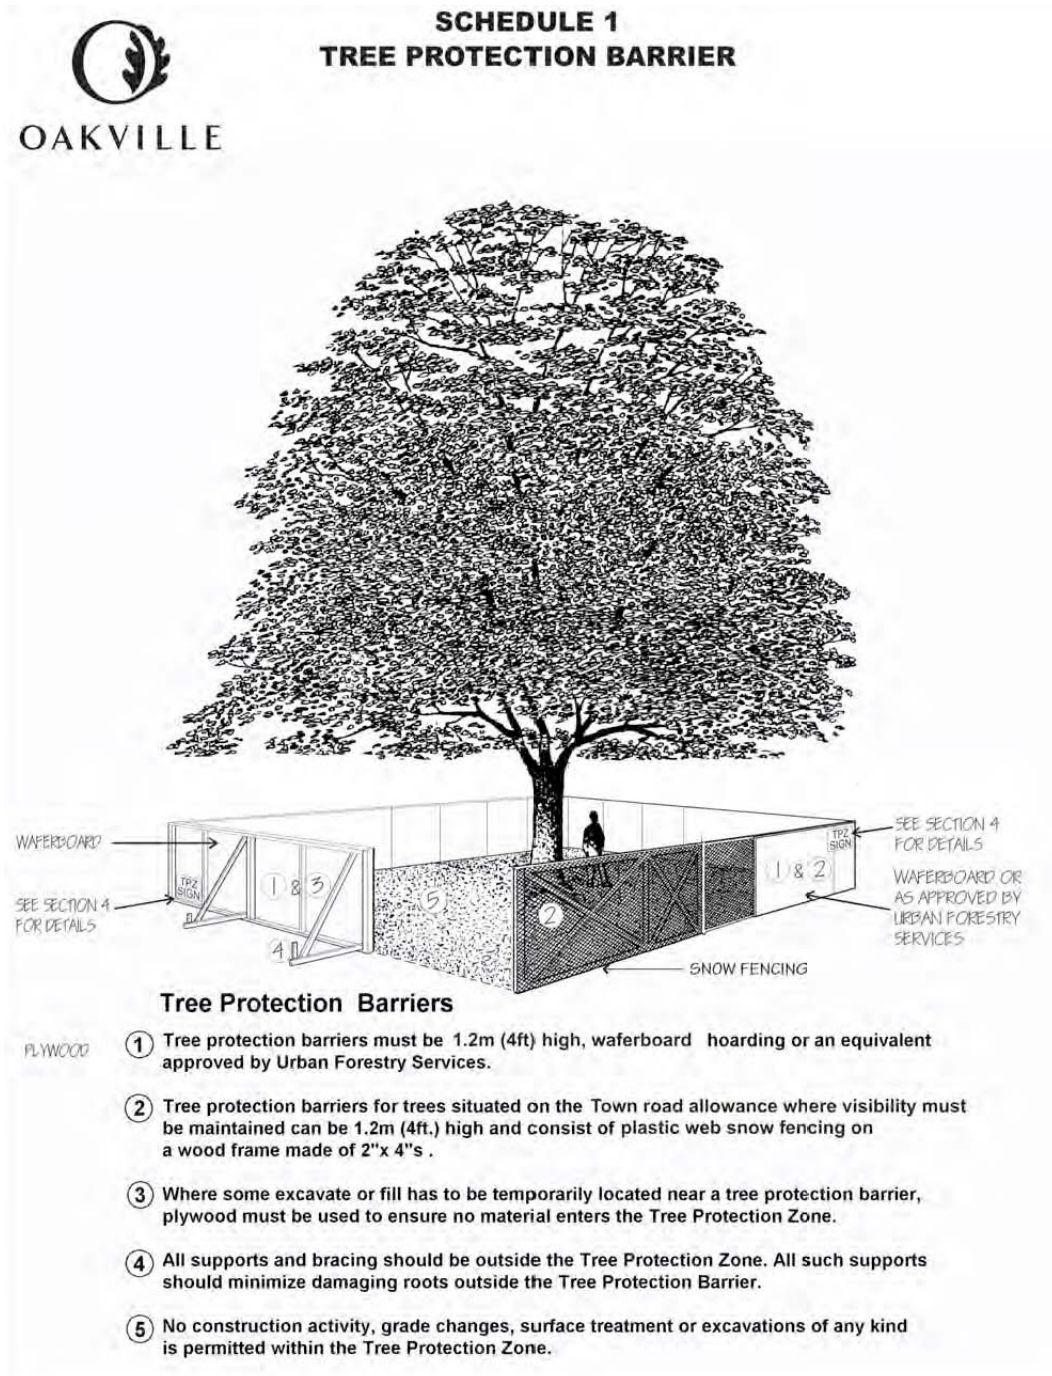 SCHEDULE 1
TREE PROTECTION BARRIER
OAKVILLE
WAFERBOARD
SEE SECTION 4
FOR DETAILS
TPZ
SIGN
1 & 3
4
5
2
TPZ
SIGN
1 & 2
SEE SECTION 4
FOR DETAILS
WAFERBOARD OR
AS APPROVED BY
URBAN FORESTRY
SERVICES
SNOW FENCING
Tree Protection Barriers
PLYWOOD
1 Tree protection barriers must be 1.2m (4ft) high, waferboard hoarding or an equivalent
approved by Urban Forestry Services.
2 Tree protection barriers for trees situated on the Town road allowance where visibility must
be maintained can be 1.2m (4ft.) high and consist of plastic web snow fencing on
a wood frame made of 2"x 4"s .
3 Where some excavate or fill has to be temporarily located near a tree protection barrier,
plywood must be used to ensure no material enters the Tree Protection Zone.
4 All supports and bracing should be outside the Tree Protection Zone. All such supports
should minimize damaging roots outside the Tree Protection Barrier.
5 No construction activity, grade changes, surface treatment or excavations of any kind
is permitted within the Tree Protection Zone.